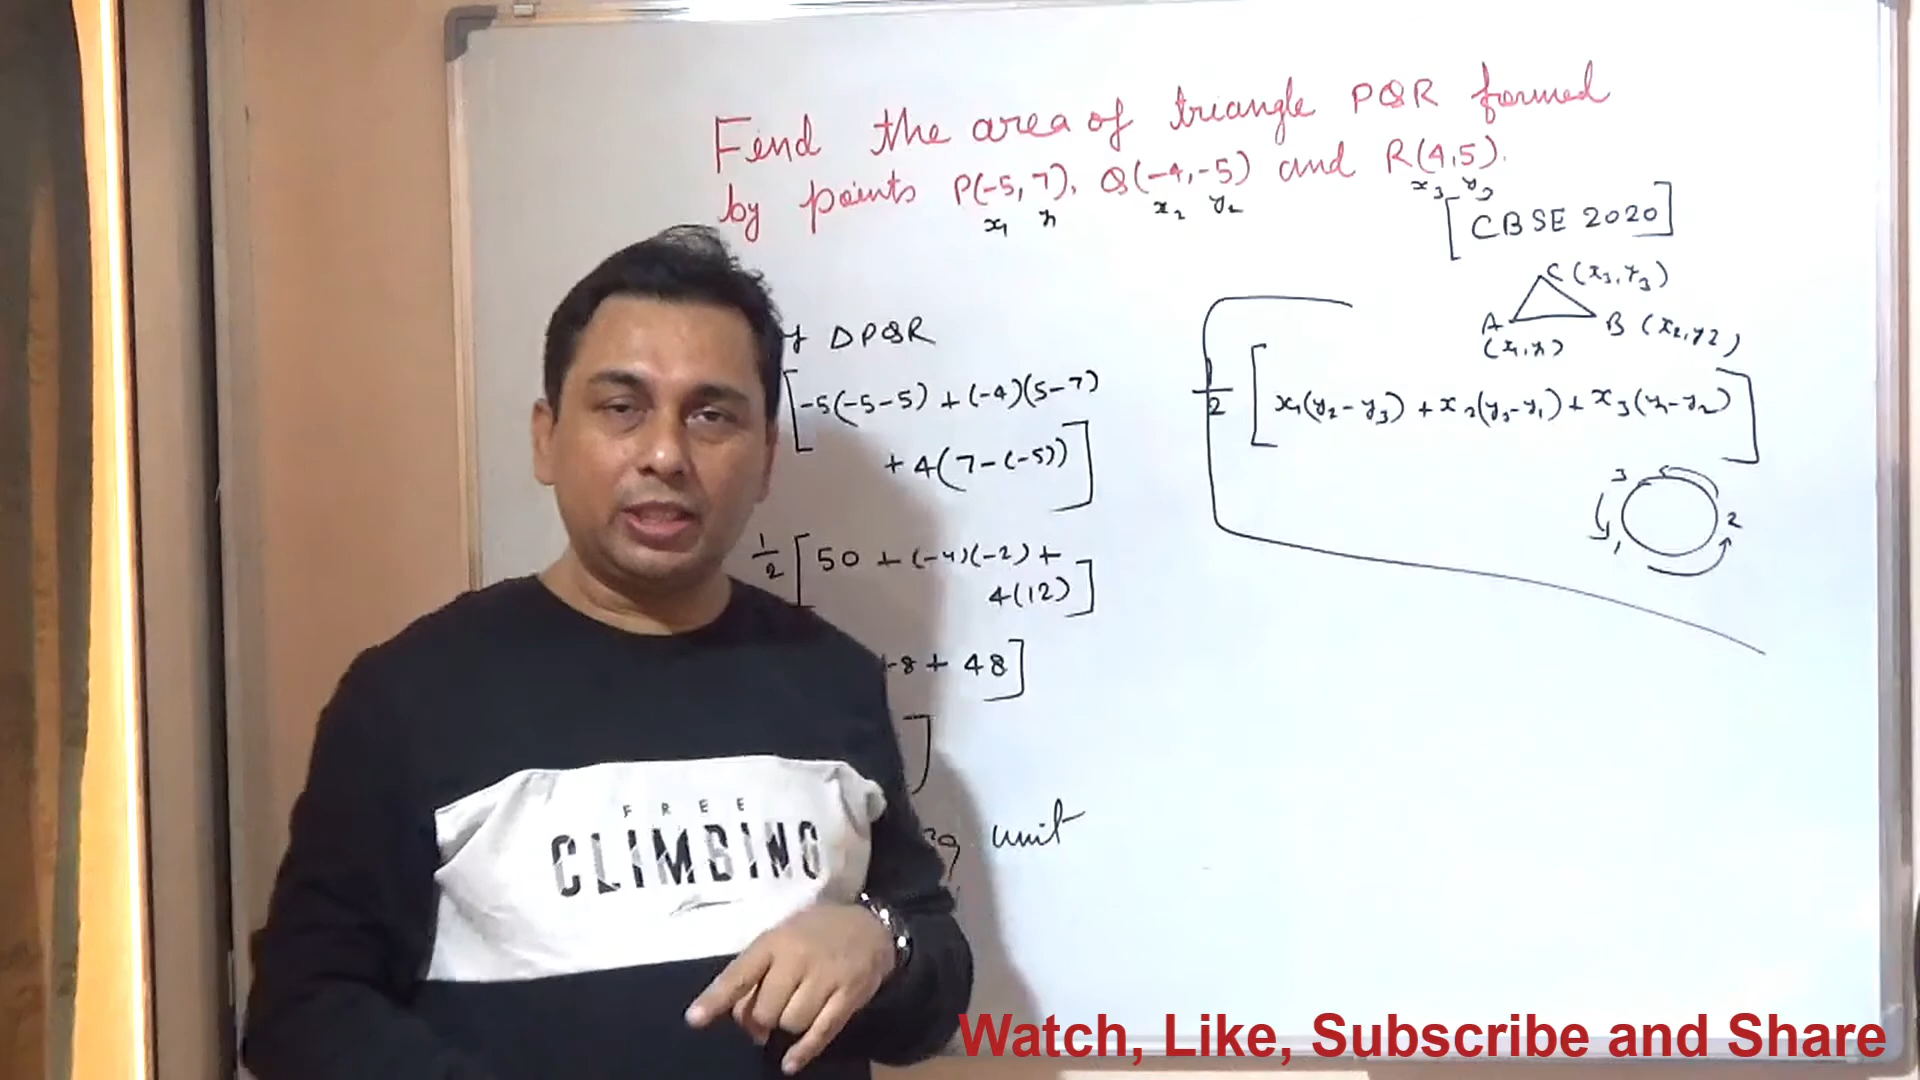 Find the area of triangle PQR formed
by points P(-5, 7), Q(-4, -5) and R(4, 5).
x₁ y₁ x₂ y₂ x₃ y₃
[CBSE 2020]
C (x₃, y₃)
A B (x₂, y₂)
(x₁, y₁)
ΔPQR
[-5(-5-5) + (-4)(5-7)
+ 4(7-(-5))]
1/2 [50 + (-4)(-2) +
4(12)]
+8 + 48]
]
sq unit
1/2 [x₁(y₂-y₃) + x₂(y₃-y₁) + x₃(y₁-y₂)]
3
2
1
FREE
CLIMBING
Watch, Like, Subscribe and Share